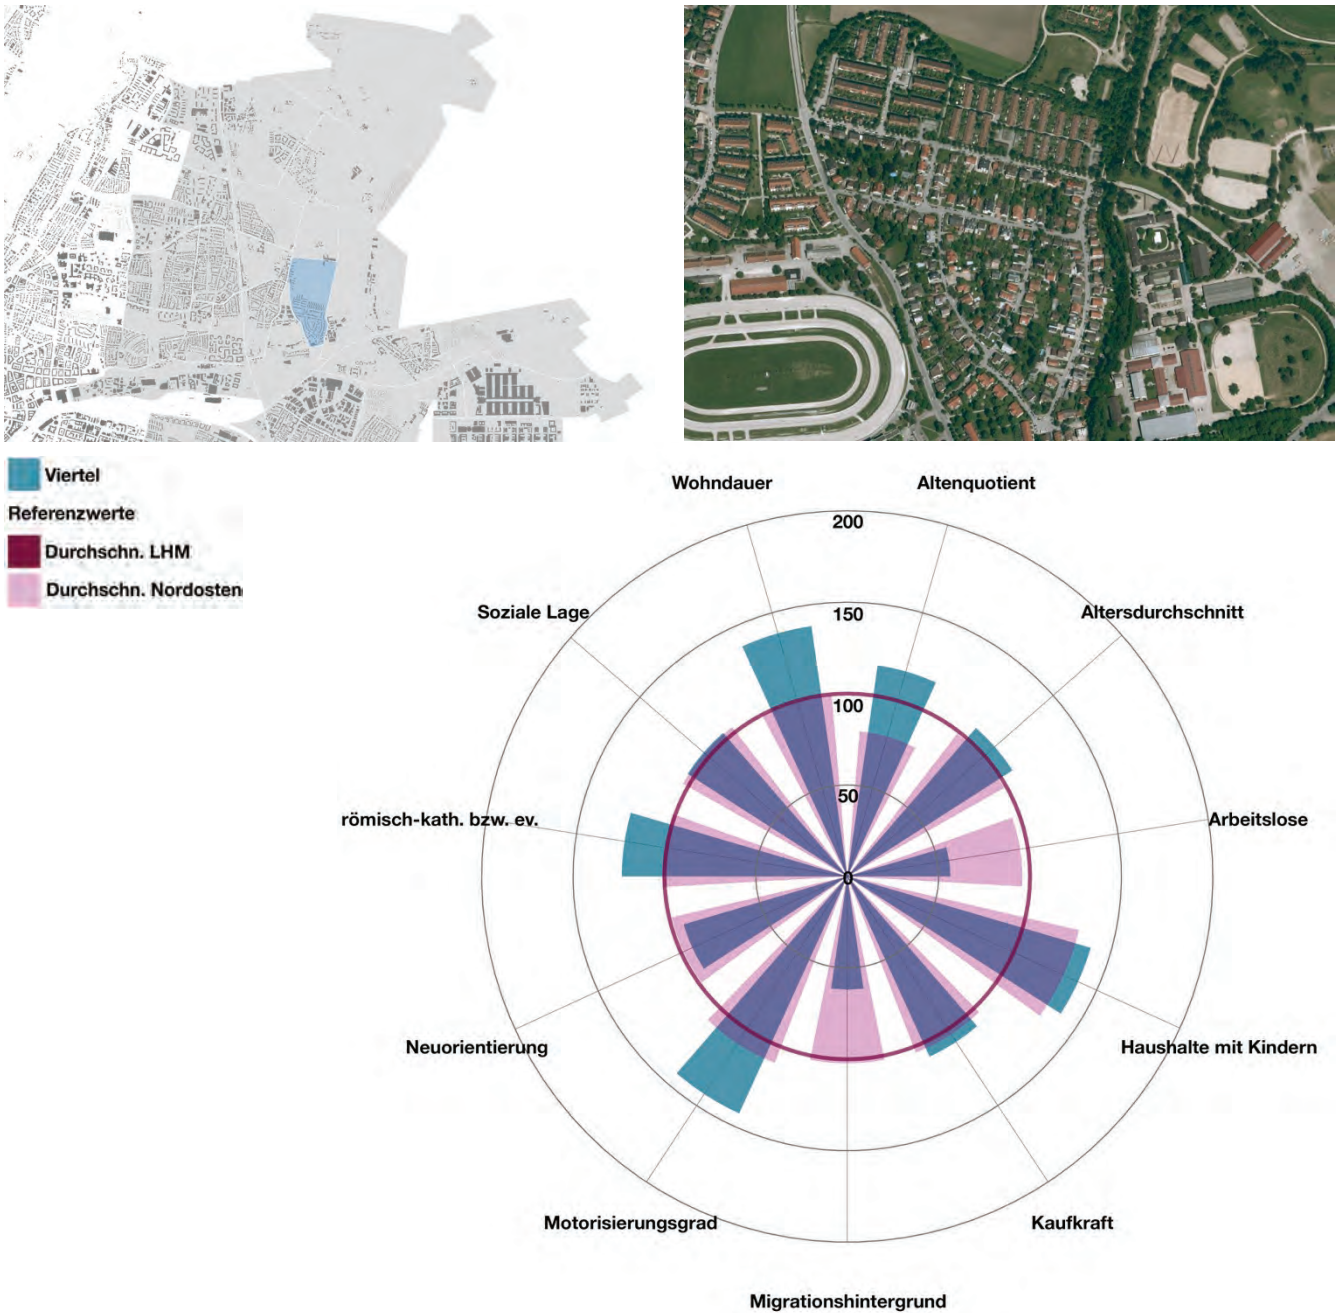 Viertel
Referenzwerte
Durchschn. LHM
Durchschn. Nordosten
Wohndauer
Altenquotient
200
150
Soziale Lage
Altersdurchschnitt
100
50
römisch-kath. bzw. ev.
Arbeitslose
0
Neuorientierung
Haushalte mit Kindern
Motorisierungsgrad
Kaufkraft
Migrationshintergrund